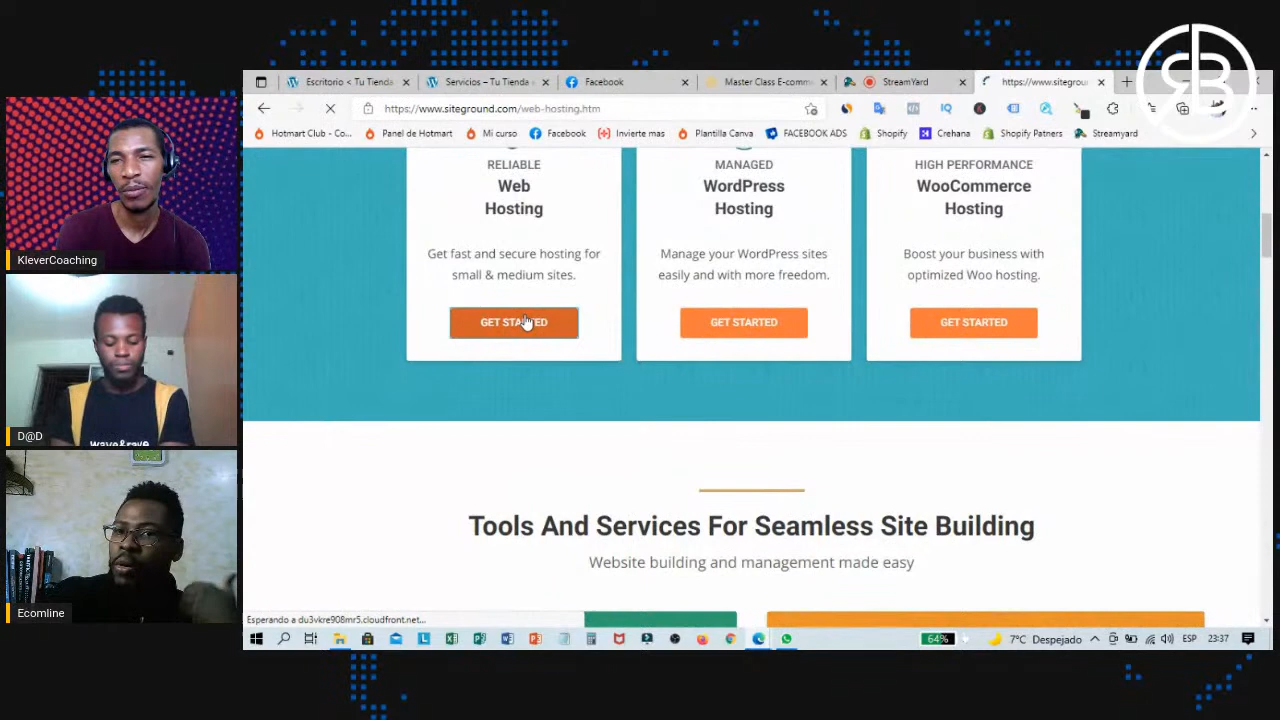 Escritorio < Tu Tienda
Servicios – Tu Tienda
Facebook
Master Class E-comm
StreamYard
https://www.sitegroun
https://www.siteground.com/web-hosting.htm
Hotmart Club - Co...
Panel de Hotmart
Mi curso
Facebook
Invierte mas
Plantilla Canva
FACEBOOK ADS
Shopify
Crehana
Shopify Patners
Streamyard
RELIABLE
Web
Hosting
Get fast and secure hosting for
small & medium sites.
GET STARTED
MANAGED
WordPress
Hosting
Manage your WordPress sites
easily and with more freedom.
GET STARTED
HIGH PERFORMANCE
WooCommerce
Hosting
Boost your business with
optimized Woo hosting.
GET STARTED
Tools And Services For Seamless Site Building
Website building and management made easy
Esperando a du3vkre908mr5.cloudfront.net...
64%
7°C Despejado
ESP
23:37
KleverCoaching
D@D
wave&rave
Ecomline